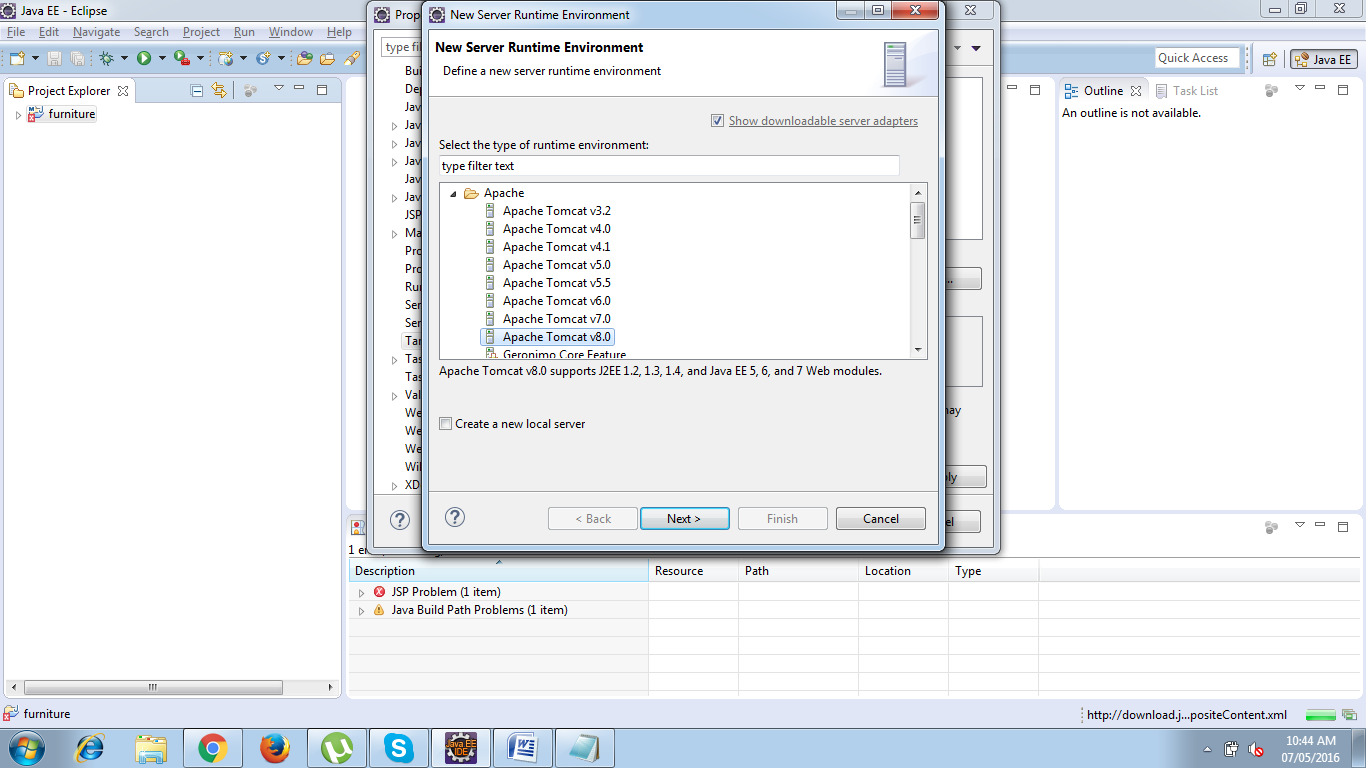 Java EE - Eclipse
File Edit Navigate Search Project Run Window Help
Quick Access
Java EE
Project Explorer
furniture
New Server Runtime Environment
New Server Runtime Environment
Define a new server runtime environment
Show downloadable server adapters
Select the type of runtime environment:
type filter text
Apache
Apache Tomcat v3.2
Apache Tomcat v4.0
Apache Tomcat v4.1
Apache Tomcat v5.0
Apache Tomcat v5.5
Apache Tomcat v6.0
Apache Tomcat v7.0
Apache Tomcat v8.0
Geronimo Core Feature
Apache Tomcat v8.0 supports J2EE 1.2, 1.3, 1.4, and Java EE 5, 6, and 7 Web modules.
Create a new local server
< Back Next > Finish Cancel
Outline Task List
An outline is not available.
Description Resource Path Location Type
JSP Problem (1 item)
Java Build Path Problems (1 item)
furniture
http://download.j...positeContent.xml
Java EE
IDE
10:44 AM
07/05/2016